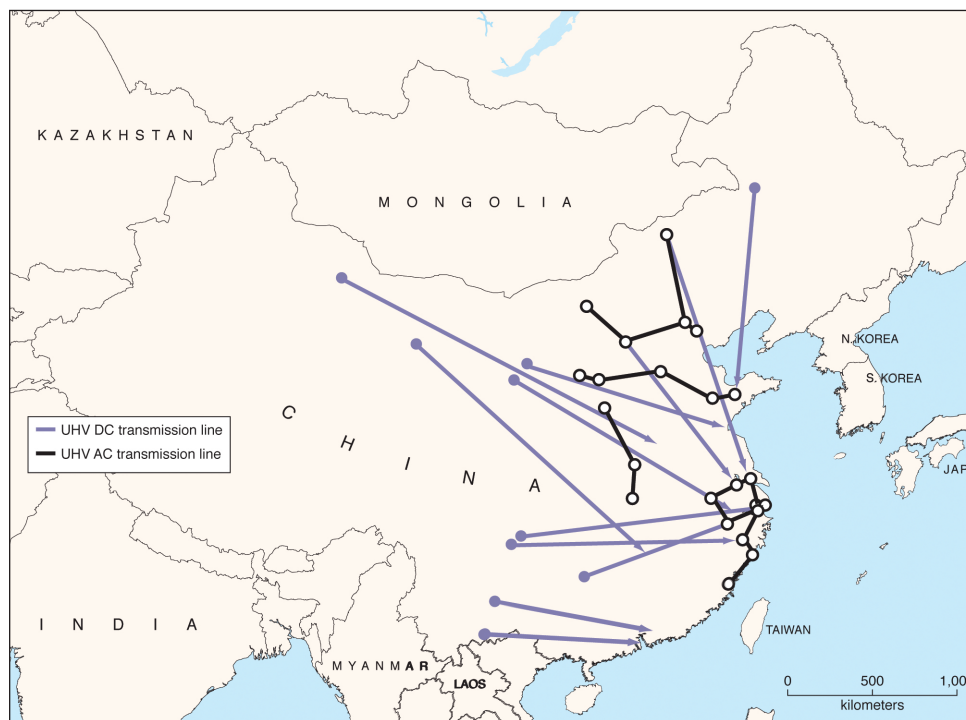 KAZAKHSTAN
MONGOLIA
N. KOREA
S. KOREA
CHINA
UHV DC transmission line
UHV AC transmission line
JAP
INDIA
TAIWAN
MYANMAR
LAOS
0 500 1,00
kilometers